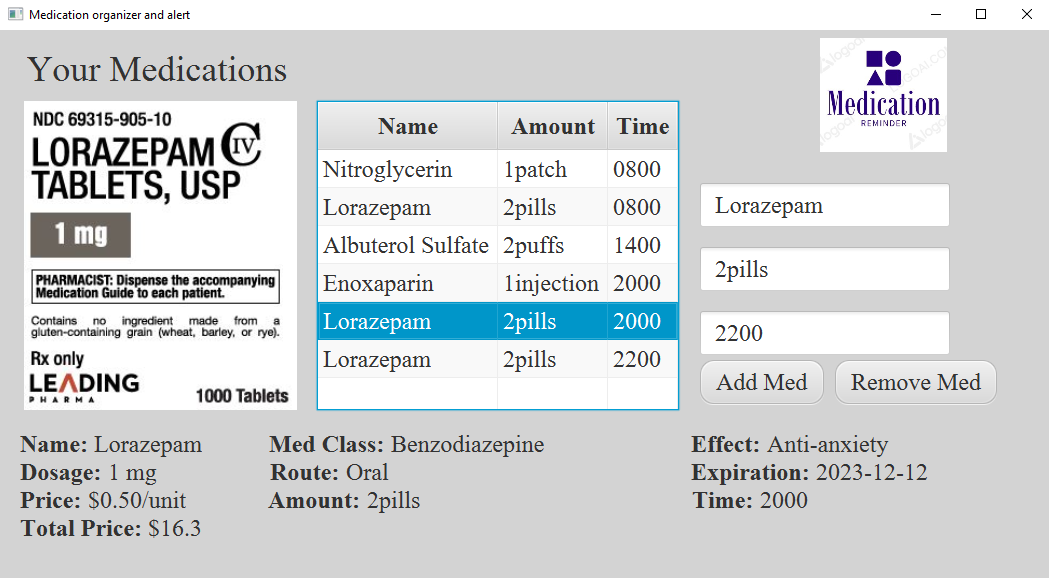 Medication organizer and alert
Your Medications
NDC 69315-905-10
LORAZEPAM CIV
TABLETS, USP
1 mg
PHARMACIST: Dispense the accompanying
Medication Guide to each patient.
Contains no ingredient made from a
gluten-containing grain (wheat, barley, or rye).
Rx only
LEADING
PHARMA
1000 Tablets
Name Amount Time
Nitroglycerin 1patch 0800
Lorazepam 2pills 0800
Albuterol Sulfate 2puffs 1400
Enoxaparin 1injection 2000
Lorazepam 2pills 2000
Lorazepam 2pills 2200
Medication
REMINDER
Lorazepam
2pills
2200
Add Med Remove Med
Name: Lorazepam Med Class: Benzodiazepine Effect: Anti-anxiety
Dosage: 1 mg Route: Oral Expiration: 2023-12-12
Price: $0.50/unit Amount: 2pills Time: 2000
Total Price: $16.3